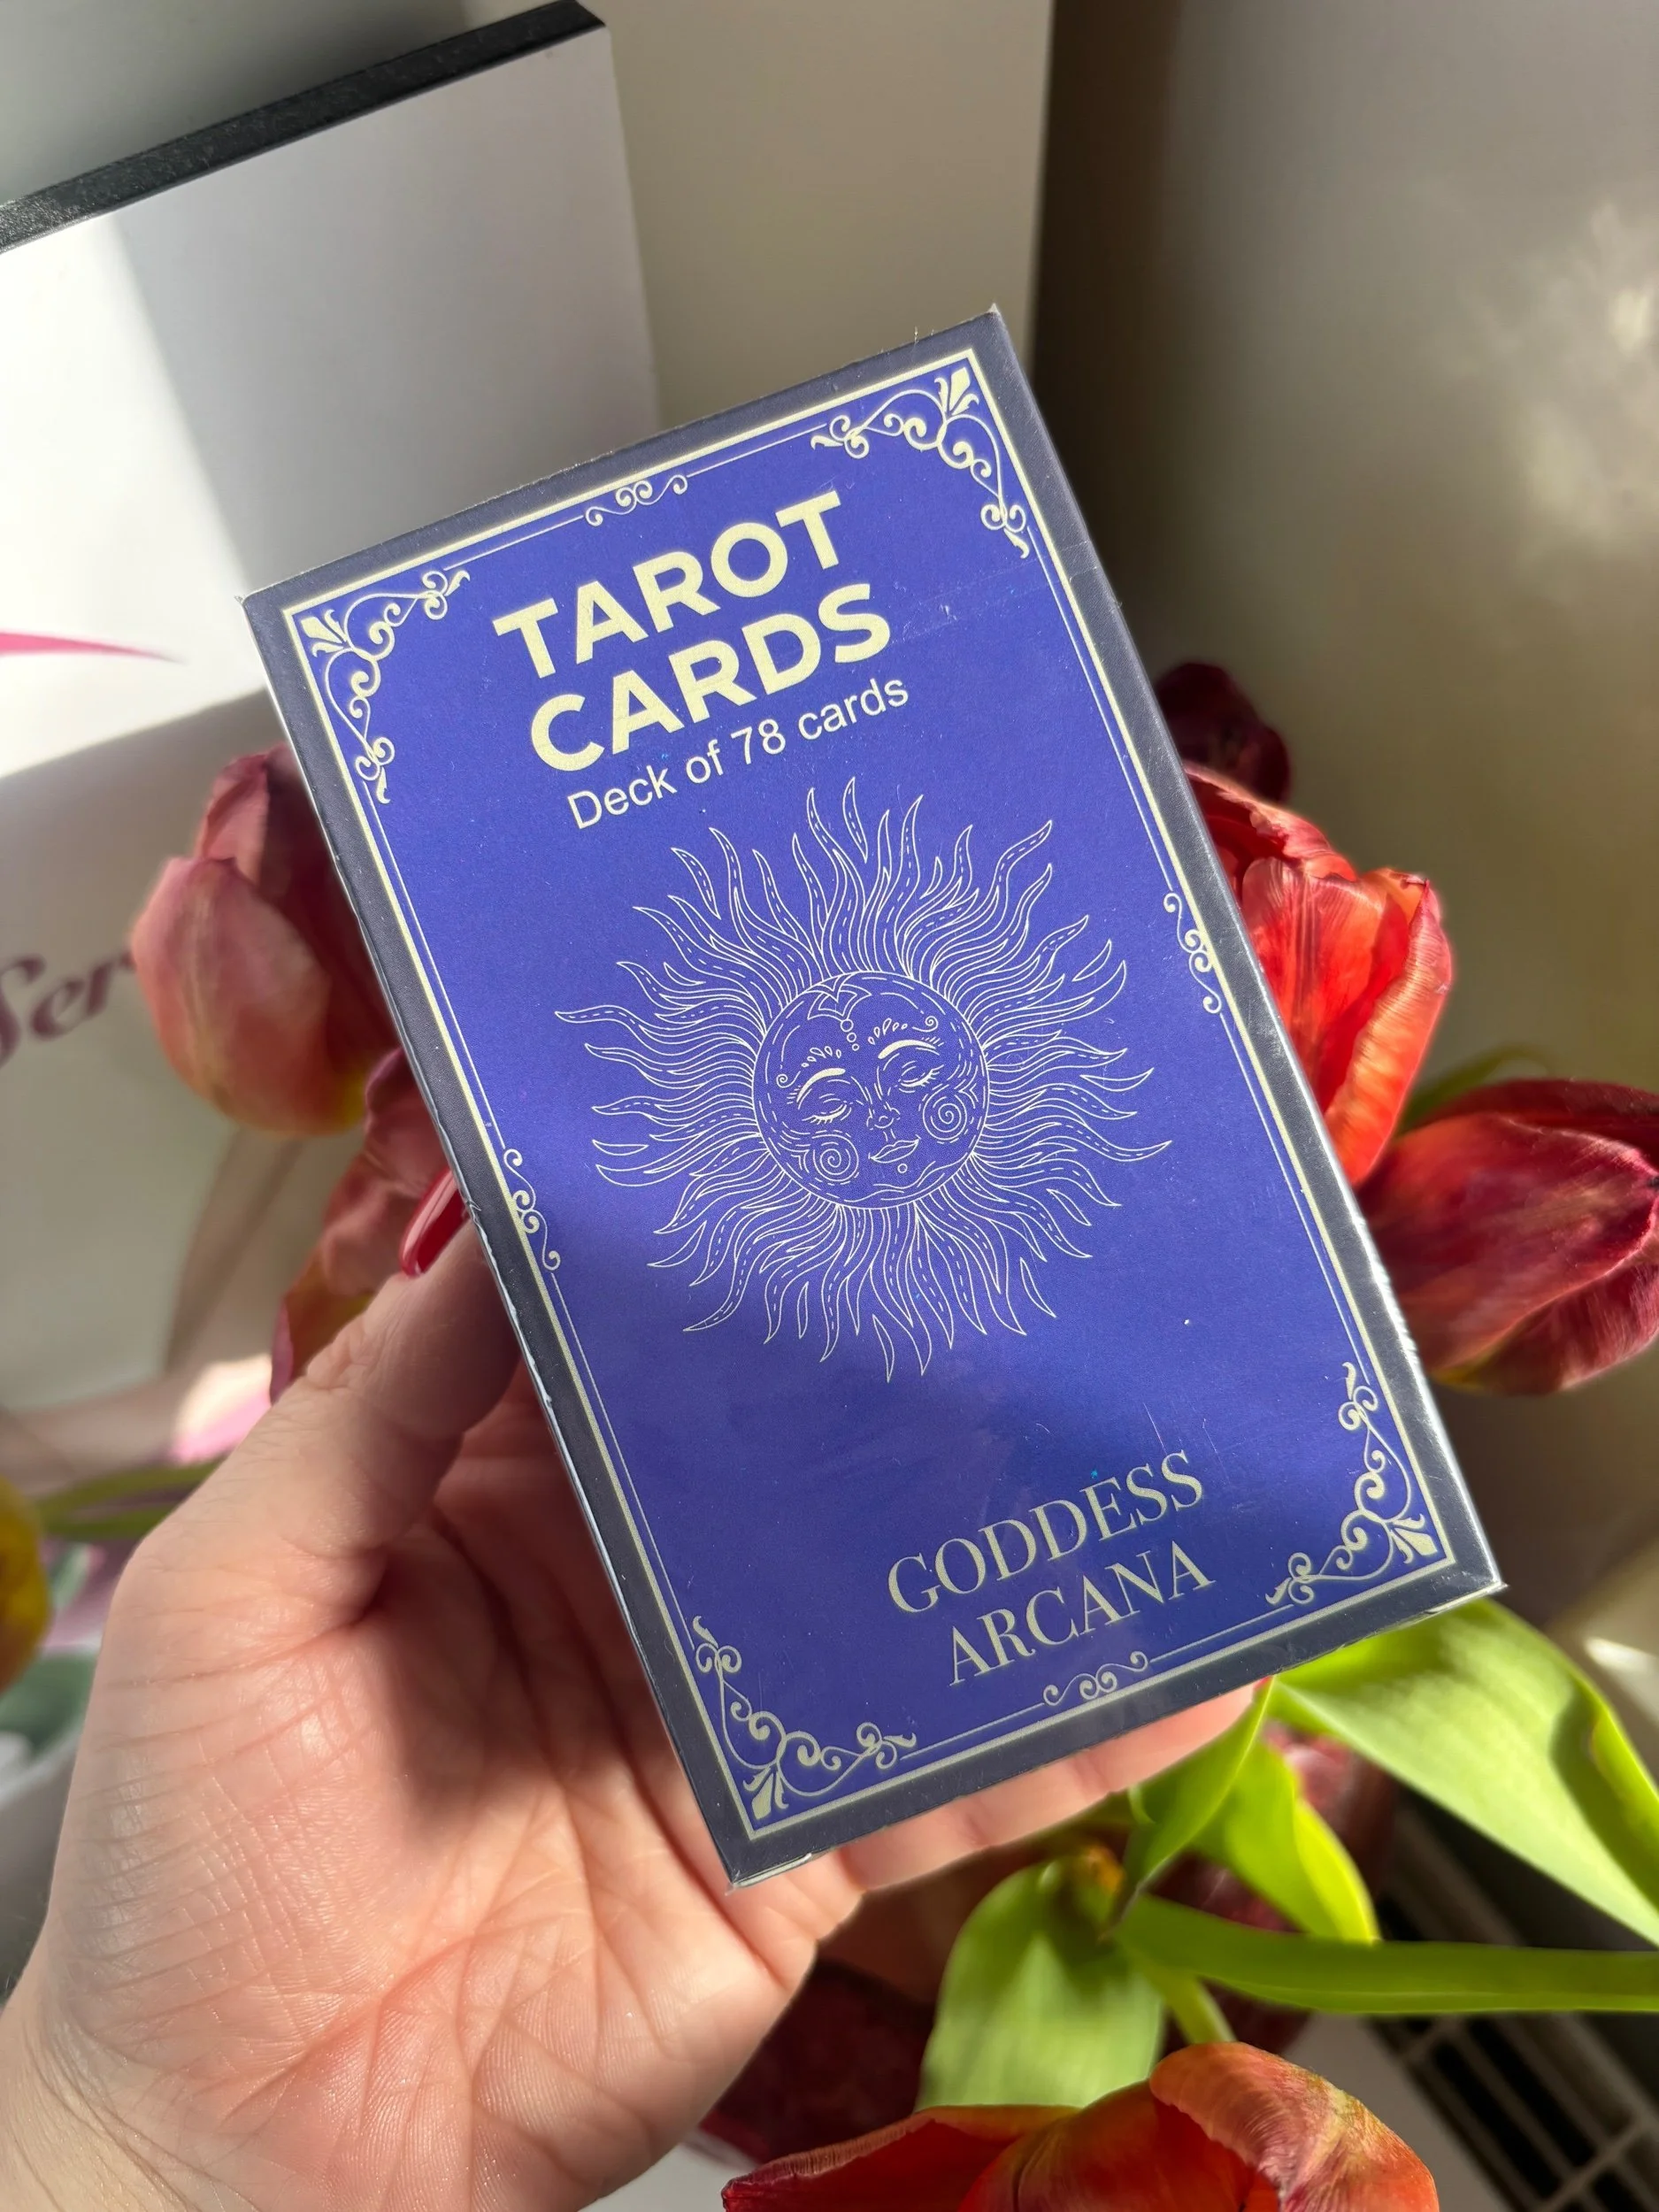 TAROT
CARDS
Deck of 78 cards
GODDESS
ARCANA